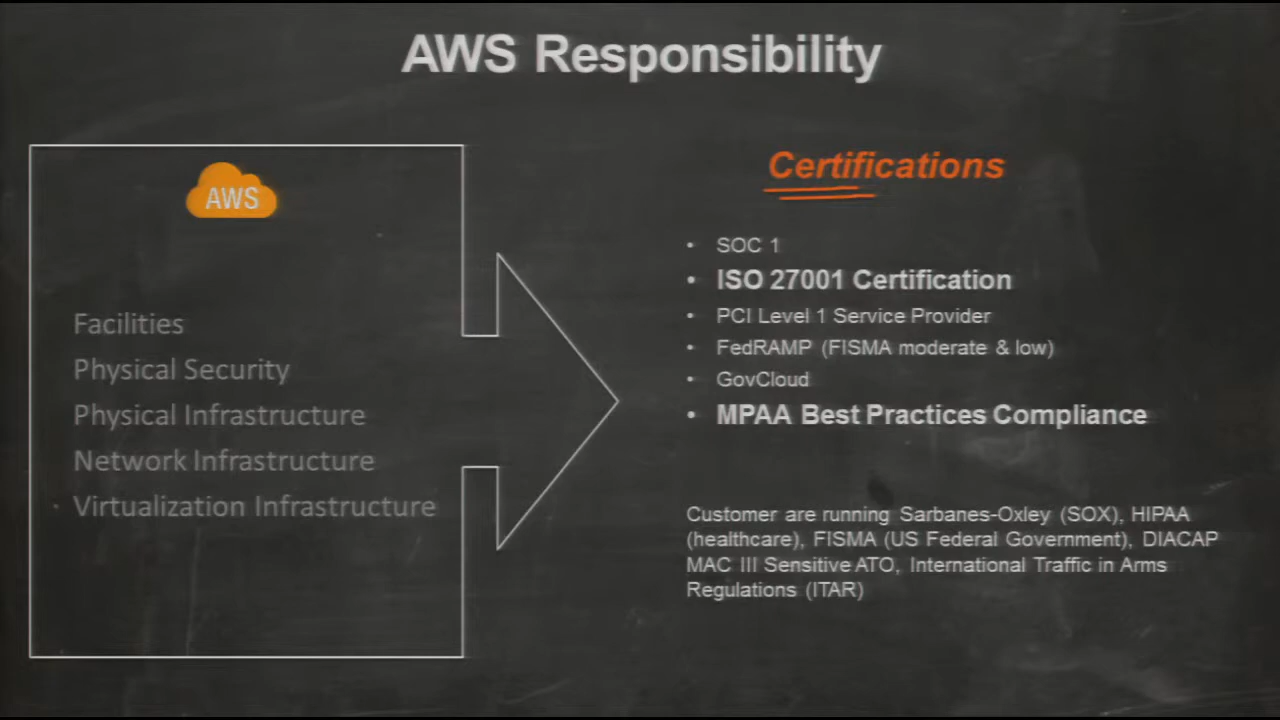 AWS Responsibility
AWS
Facilities
Physical Security
Physical Infrastructure
Network Infrastructure
Virtualization Infrastructure
Certifications
• SOC 1
• ISO 27001 Certification
• PCI Level 1 Service Provider
• FedRAMP (FISMA moderate & low)
• GovCloud
• MPAA Best Practices Compliance
Customer are running Sarbanes-Oxley (SOX), HIPAA
(healthcare), FISMA (US Federal Government), DIACAP
MAC III Sensitive ATO, International Traffic in Arms
Regulations (ITAR)